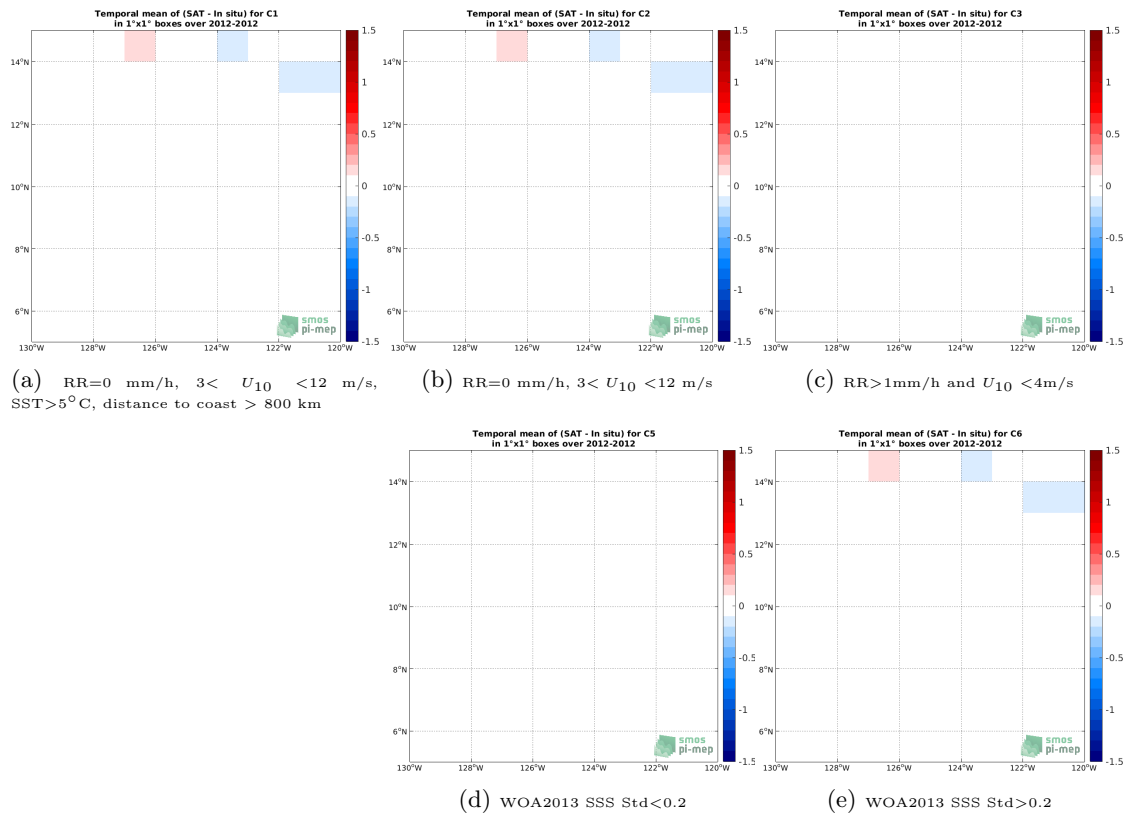 Temporal mean of (SAT - In situ) for C1
in 1°x1° boxes over 2012-2012
14°N
12°N
10°N
8°N
6°N
130°W 128°W 126°W 124°W 122°W 120°W
1.5
1
0.5
0
-0.5
-1
-1.5
smos
pi-mep
(a) RR=0 mm/h, 3< U10 <12 m/s,
SST>5°C, distance to coast > 800 km
Temporal mean of (SAT - In situ) for C2
in 1°x1° boxes over 2012-2012
14°N
12°N
10°N
8°N
6°N
130°W 128°W 126°W 124°W 122°W 120°W
1.5
1
0.5
0
-0.5
-1
-1.5
smos
pi-mep
(b) RR=0 mm/h, 3< U10 <12 m/s
Temporal mean of (SAT - In situ) for C3
in 1°x1° boxes over 2012-2012
14°N
12°N
10°N
8°N
6°N
130°W 128°W 126°W 124°W 122°W 120°W
1.5
1
0.5
0
-0.5
-1
-1.5
smos
pi-mep
(c) RR>1mm/h and U10 <4m/s
Temporal mean of (SAT - In situ) for C5
in 1°x1° boxes over 2012-2012
14°N
12°N
10°N
8°N
6°N
130°W 128°W 126°W 124°W 122°W 120°W
1.5
1
0.5
0
-0.5
-1
-1.5
smos
pi-mep
(d) WOA2013 SSS Std<0.2
Temporal mean of (SAT - In situ) for C6
in 1°x1° boxes over 2012-2012
14°N
12°N
10°N
8°N
6°N
130°W 128°W 126°W 124°W 122°W 120°W
1.5
1
0.5
0
-0.5
-1
-1.5
smos
pi-mep
(e) WOA2013 SSS Std>0.2